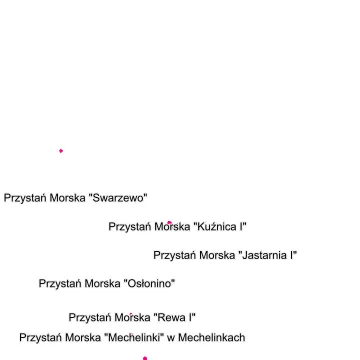 Przystań Morska "Swarzewo"
Przystań Morska "Kuźnica I"
Przystań Morska "Jastarnia I"
Przystań Morska "Osłonino"
Przystań Morska "Rewa I"
Przystań Morska "Mechelinki" w Mechelinkach